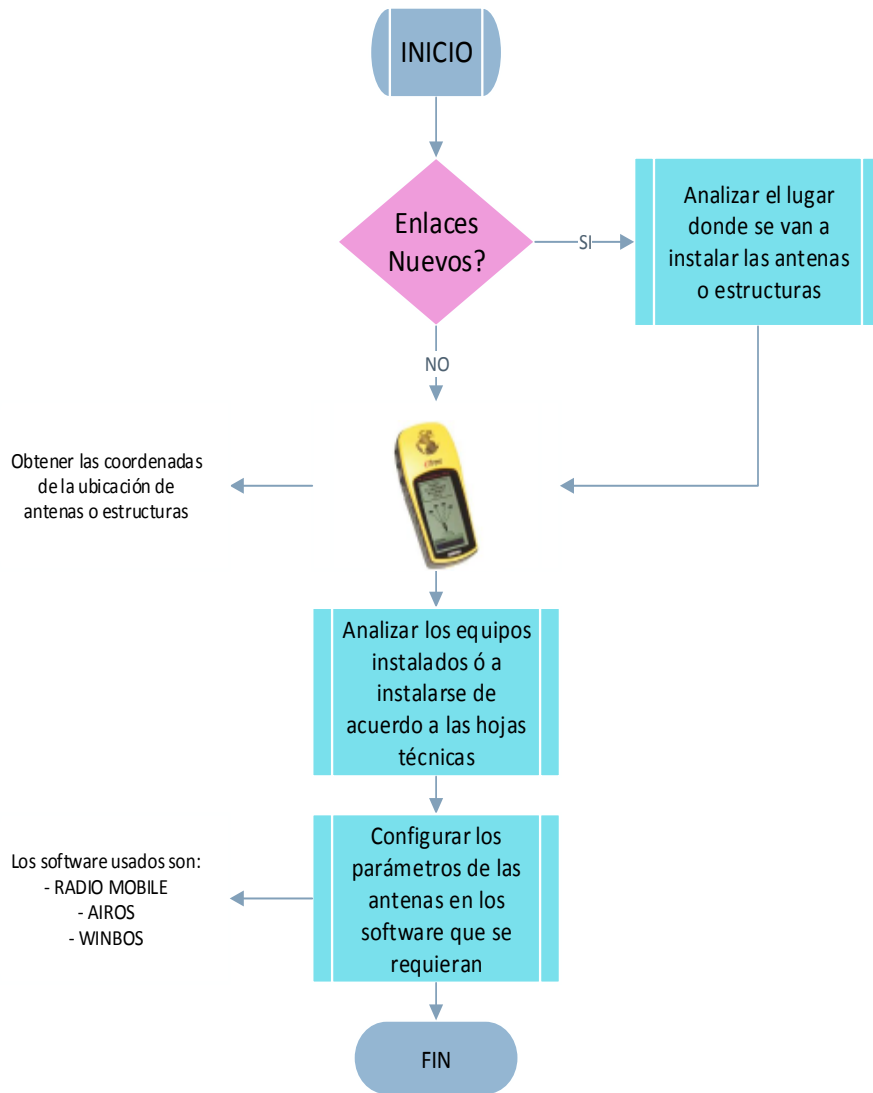 INICIO
Enlaces
Nuevos?
SI
Analizar el lugar
donde se van a
instalar las antenas
o estructuras
NO
Obtener las coordenadas
de la ubicación de
antenas o estructuras
Analizar los equipos
instalados ó a
instalarse de
acuerdo a las hojas
técnicas
Configurar los
parámetros de las
antenas en los
software que se
requieran
Los software usados son:
- RADIO MOBILE
- AIROS
- WINBOS
FIN